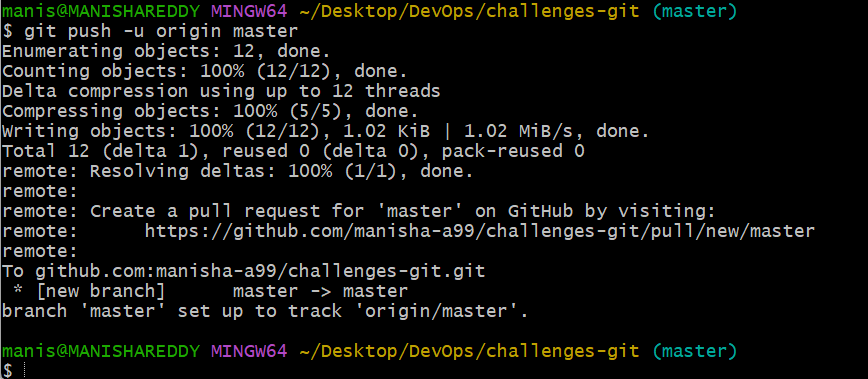 manis@MANISHAREDDY MINGW64 ~/Desktop/DevOps/challenges-git (master)
$ git push -u origin master
Enumerating objects: 12, done.
Counting objects: 100% (12/12), done.
Delta compression using up to 12 threads
Compressing objects: 100% (5/5), done.
Writing objects: 100% (12/12), 1.02 KiB | 1.02 MiB/s, done.
Total 12 (delta 1), reused 0 (delta 0), pack-reused 0
remote: Resolving deltas: 100% (1/1), done.
remote:
remote: Create a pull request for 'master' on GitHub by visiting:
remote:      https://github.com/manisha-a99/challenges-git/pull/new/master
remote:
To github.com:manisha-a99/challenges-git.git
 * [new branch]      master -> master
branch 'master' set up to track 'origin/master'.
manis@MANISHAREDDY MINGW64 ~/Desktop/DevOps/challenges-git (master)
$